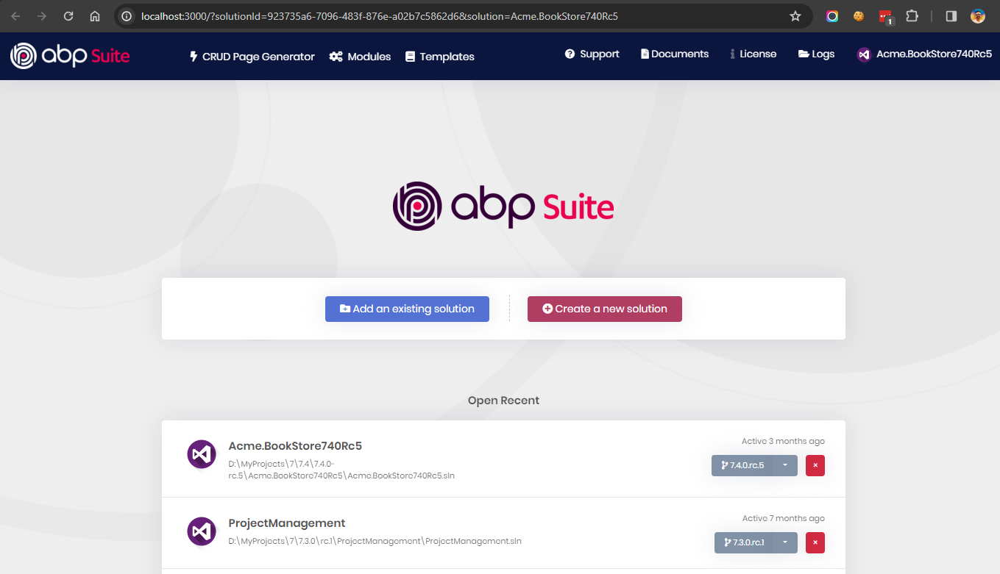 localhost:3000/?solutionId=923735a6-7096-483f-876e-a02b7c5862d6&solution=Acme.BookStore740Rc5
1
abp Suite
CRUD Page Generator
Modules
Templates
Support
Documents
License
Logs
Acme.BookStore740Rc5
abp Suite
Add an existing solution
Create a new solution
Open Recent
Acme.BookStore740Rc5
Active 3 months ago
D:\MyProjects\7\7.4\7.4.0-
rc.5\Acme.BookStore740Rc5\Acme.BookStore740Rc5.sln
7.4.0.rc.5
×
ProjectManagement
Active 7 months ago
D:\MyProjects\7\7.3.0\rc.1\ProjectManagement\ProjectManagement.sln
7.3.0.rc.1
×